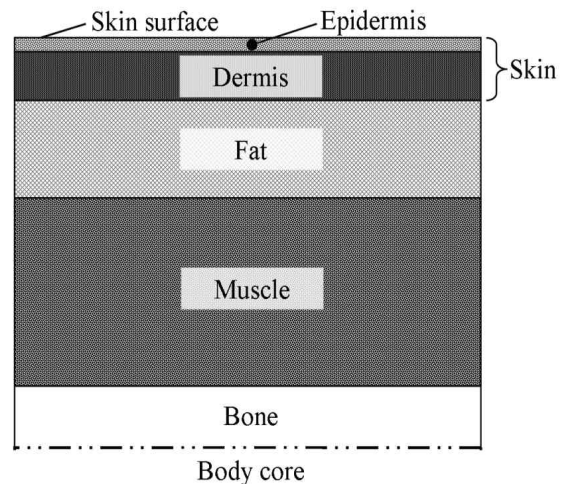 Skin surface
Epidermis
Dermis
Skin
Fat
Muscle
Bone
Body core